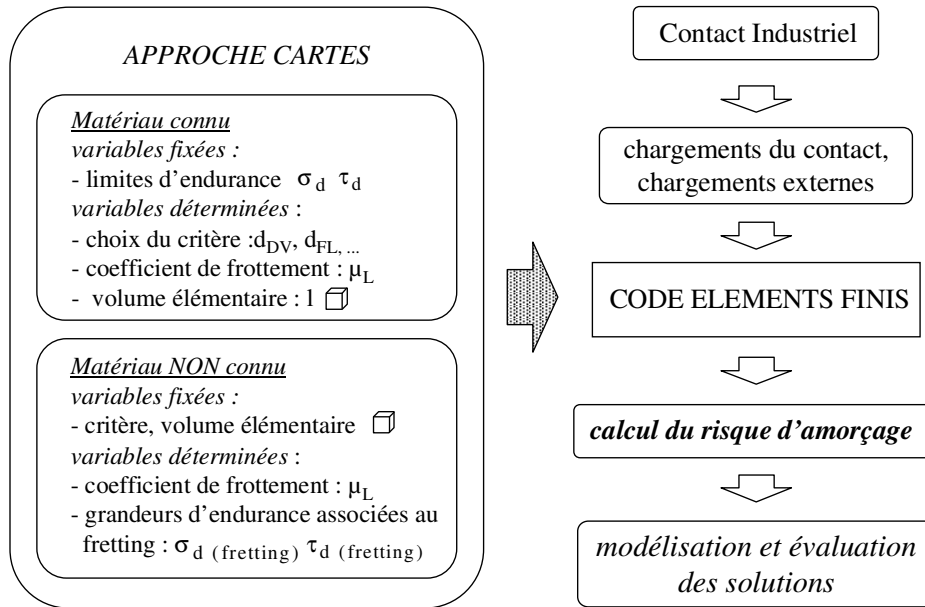 APPROCHE CARTES
Matériau connu
variables fixées :
- limites d'endurance σd τd
variables déterminées :
- choix du critère :dDV, dFL, ...
- coefficient de frottement : μL
- volume élémentaire : l
Matériau NON connu
variables fixées :
- critère, volume élémentaire
variables déterminées :
- coefficient de frottement : μL
- grandeurs d'endurance associées au
fretting : σd (fretting) τd (fretting)
Contact Industriel
chargements du contact,
chargements externes
CODE ELEMENTS FINIS
calcul du risque d'amorçage
modélisation et évaluation
des solutions